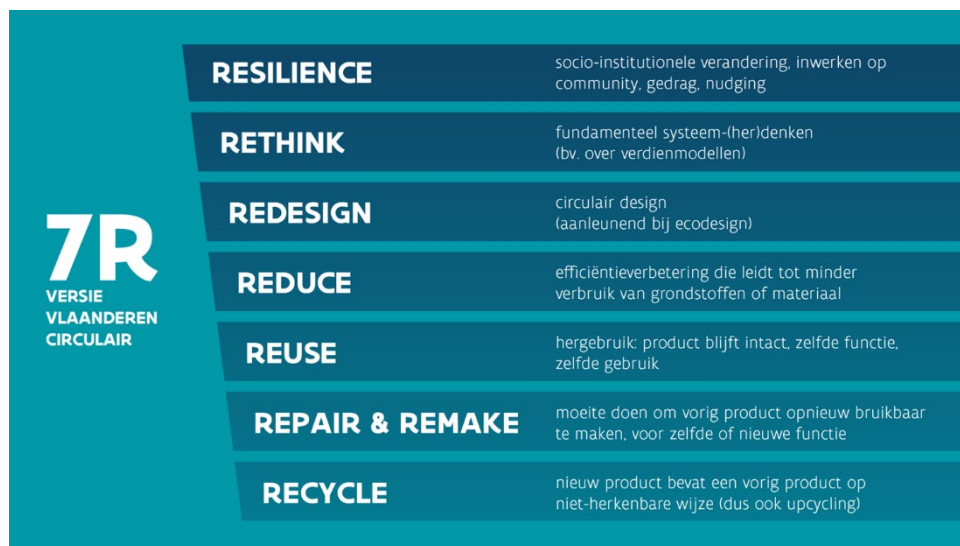 7R
VERSIE
VLAANDEREN
CIRCULAIR
RESILIENCE
socio-institutionele verandering, inwerken op
community, gedrag, nudging
RETHINK
fundamenteel systeem-(her)denken
(bv. over verdienmodellen)
REDESIGN
circulair design
(aanleunend bij ecodesign)
REDUCE
efficiëntieverbetering die leidt tot minder
verbruik van grondstoffen of materiaal
REUSE
hergebruik: product blijft intact, zelfde functie,
zelfde gebruik
REPAIR & REMAKE
moeite doen om vorig product opnieuw bruikbaar
te maken, voor zelfde of nieuwe functie
RECYCLE
nieuw product bevat een vorig product op
niet-herkenbare wijze (dus ook upcycling)